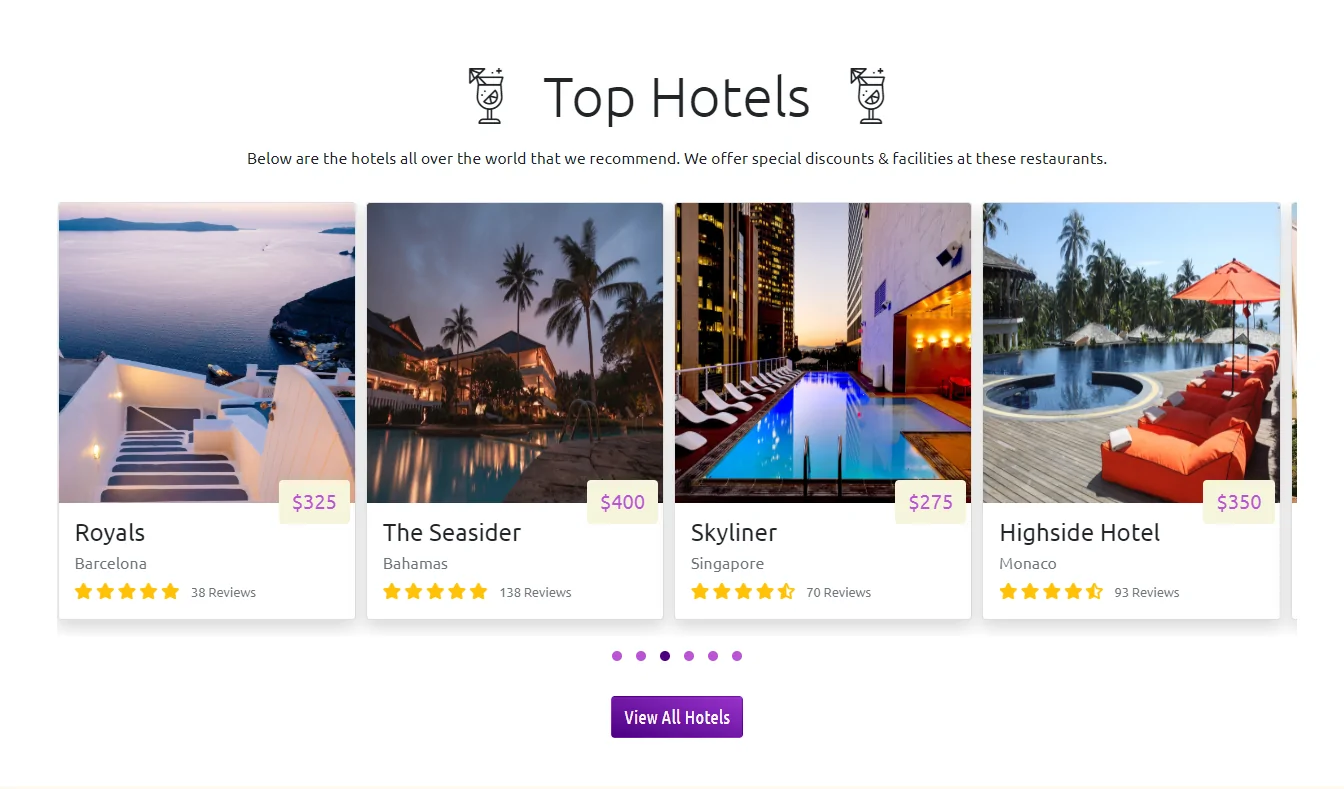 Top Hotels
Below are the hotels all over the world that we recommend. We offer special discounts & facilities at these restaurants.
$325
Royals
Barcelona
38 Reviews
$400
The Seasider
Bahamas
138 Reviews
$275
Skyliner
Singapore
70 Reviews
$350
Highside Hotel
Monaco
93 Reviews
View All Hotels